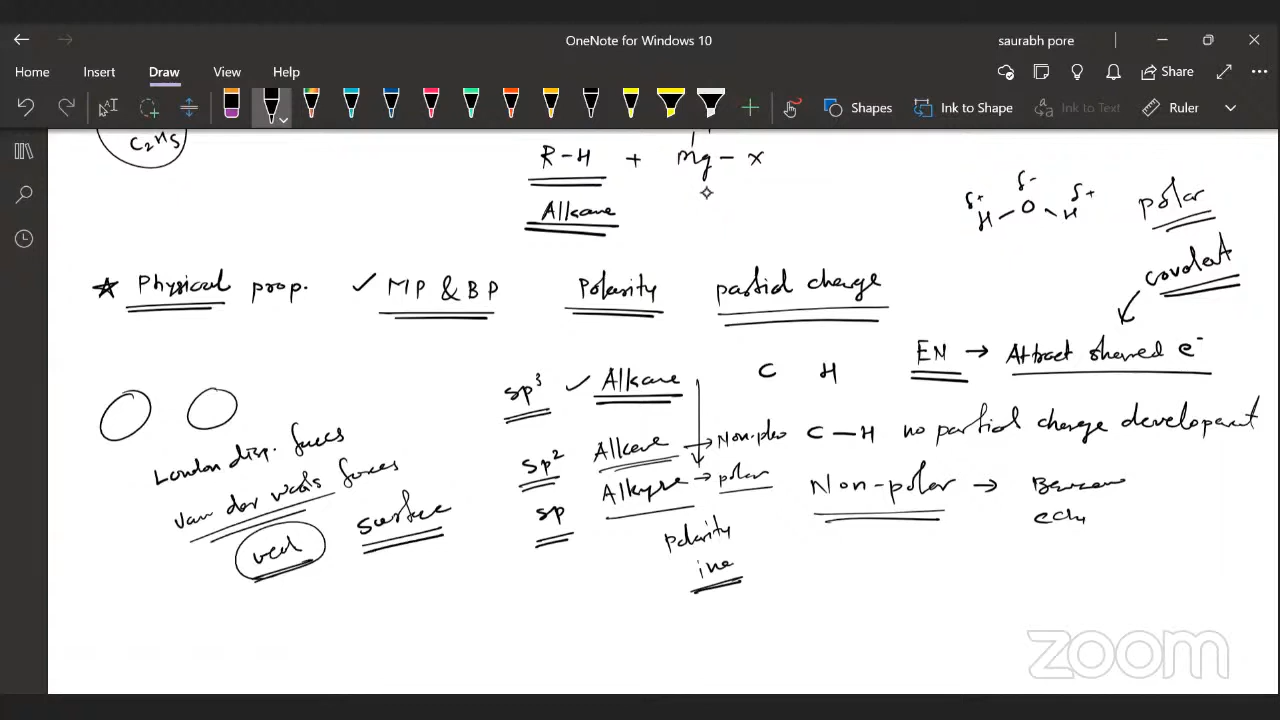 OneNote for Windows 10
saurabh pore
Home Insert Draw View Help
Share
Shapes
Ink to Shape
Ink to Text
Ruler
C2H5
R-H + Mg-X
Alkane
δ+ δ- δ+
H-O-H
polar
covalent
★ Physical prop. ✓ MP & BP Polarity partial charge
EN → Attract shared e-
sp3 ✓ Alkane
C H
sp2 Alkene → Non-
C-H no partial charge
Alkyne → polar
sp
Non-polar → Benzene
CCl4
polarity
inc
London disp. forces
van der waals forces
surface
zoom